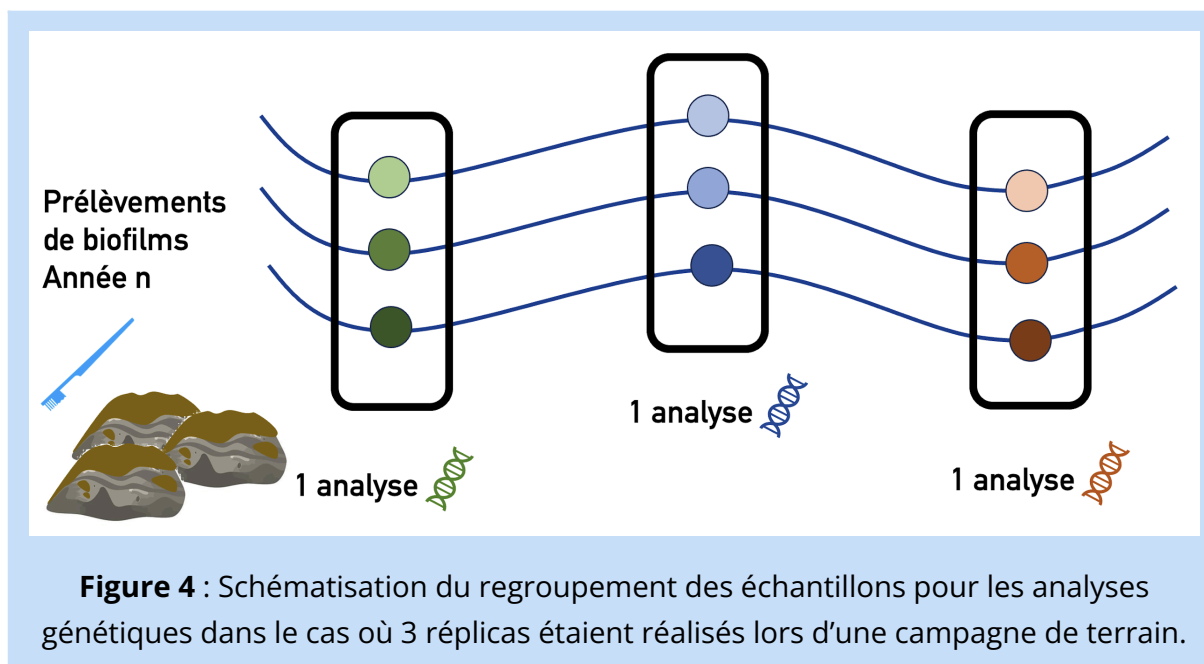 Prélèvements
de biofilms
Année n
1 analyse
1 analyse
1 analyse
Figure 4 : Schématisation du regroupement des échantillons pour les analyses
génétiques dans le cas où 3 réplicas étaient réalisés lors d’une campagne de terrain.